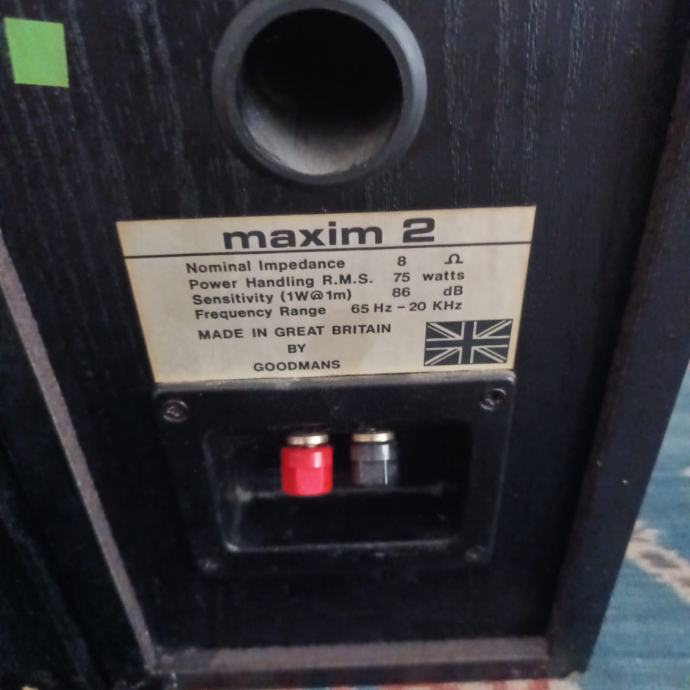 maxim 2
Nominal Impedance 8 Ω
Power Handling R.M.S. 75 watts
Sensitivity (1W@1m) 86 dB
Frequency Range 65 Hz – 20 KHz
MADE IN GREAT BRITAIN
BY
GOODMANS